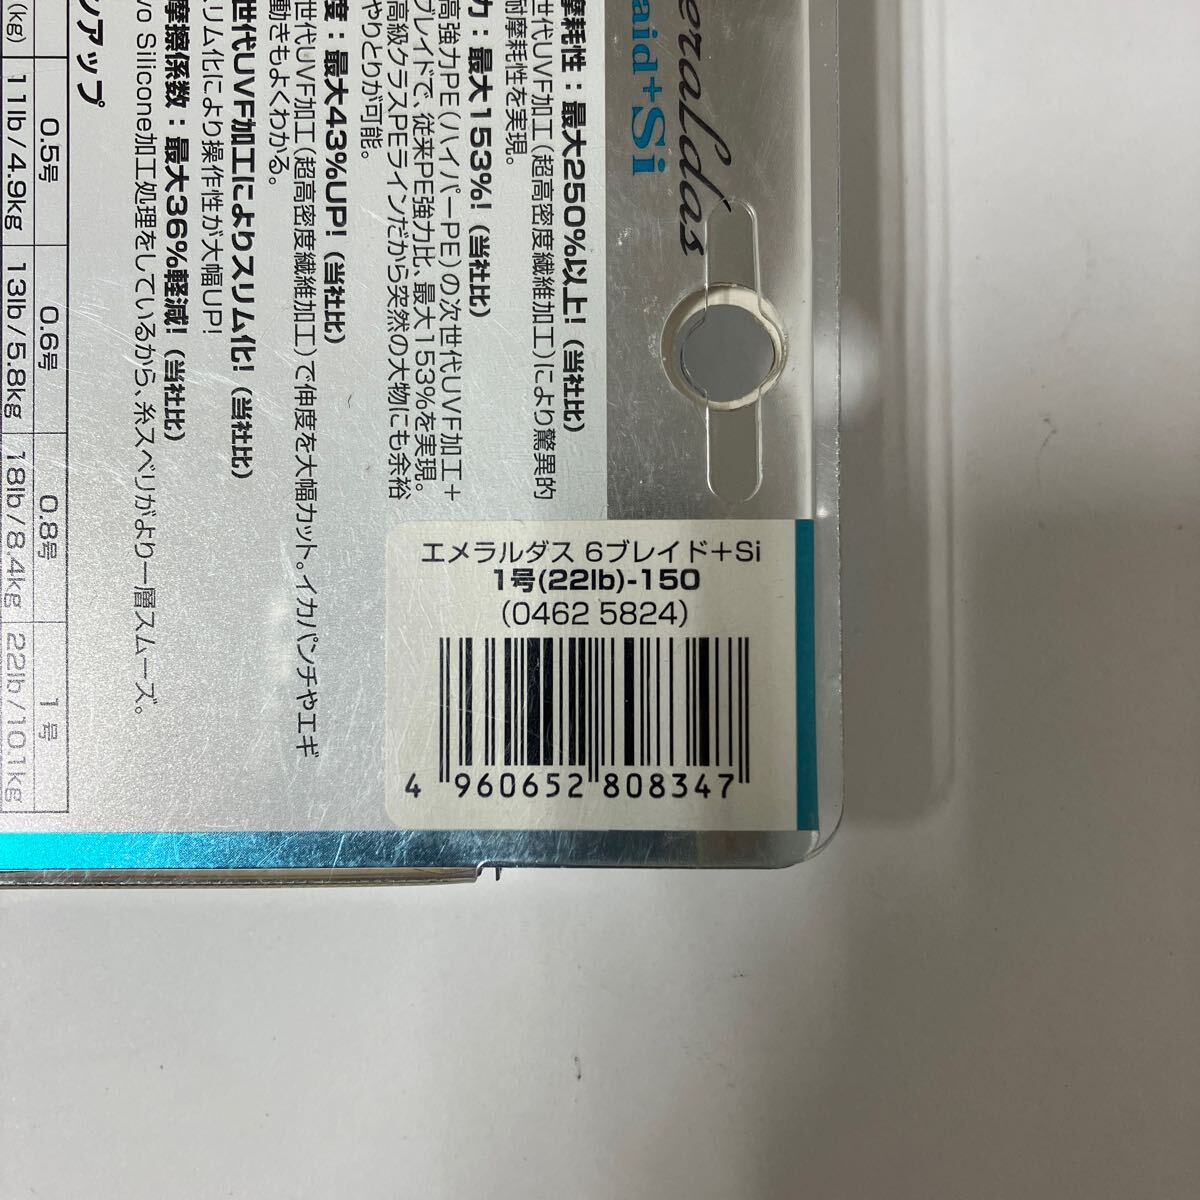 eraldas
aid+Si
摩耗性：最大250%以上!（当社比）
世代UVF加工（超高密度繊維加工）により驚異的
耐摩耗性を実現。
力：最大153%!（当社比）
高強力PE（ハイパーPE）の次世代UVF加工+
ブレイドで、従来PE強力比、最大153%を実現。
高級クラスPEラインだから突然の大物にも余裕
やりとりが可能。
度：最大43%UP!（当社比）
世代UVF加工（超高密度繊維加工）で伸度を大幅カット。イカパンチやエギ
動きもよくわかる。
世代UVF加工によりスリム化!（当社比）
スリム化により操作性が大幅UP!
摩擦係数：最大36%軽減!（当社比）
vo Silicone加工処理をしているから、糸スベリがより一層スムーズ。
ンアップ
0.5号 0.6号 0.8号 1号
(kg) 11lb/4.9kg 13lb/5.8kg 18lb/8.4kg 22lb/10.1kg
エメラルダス 6ブレイド+Si
1号(22lb)-150
(0462 5824)
4 960652 808347